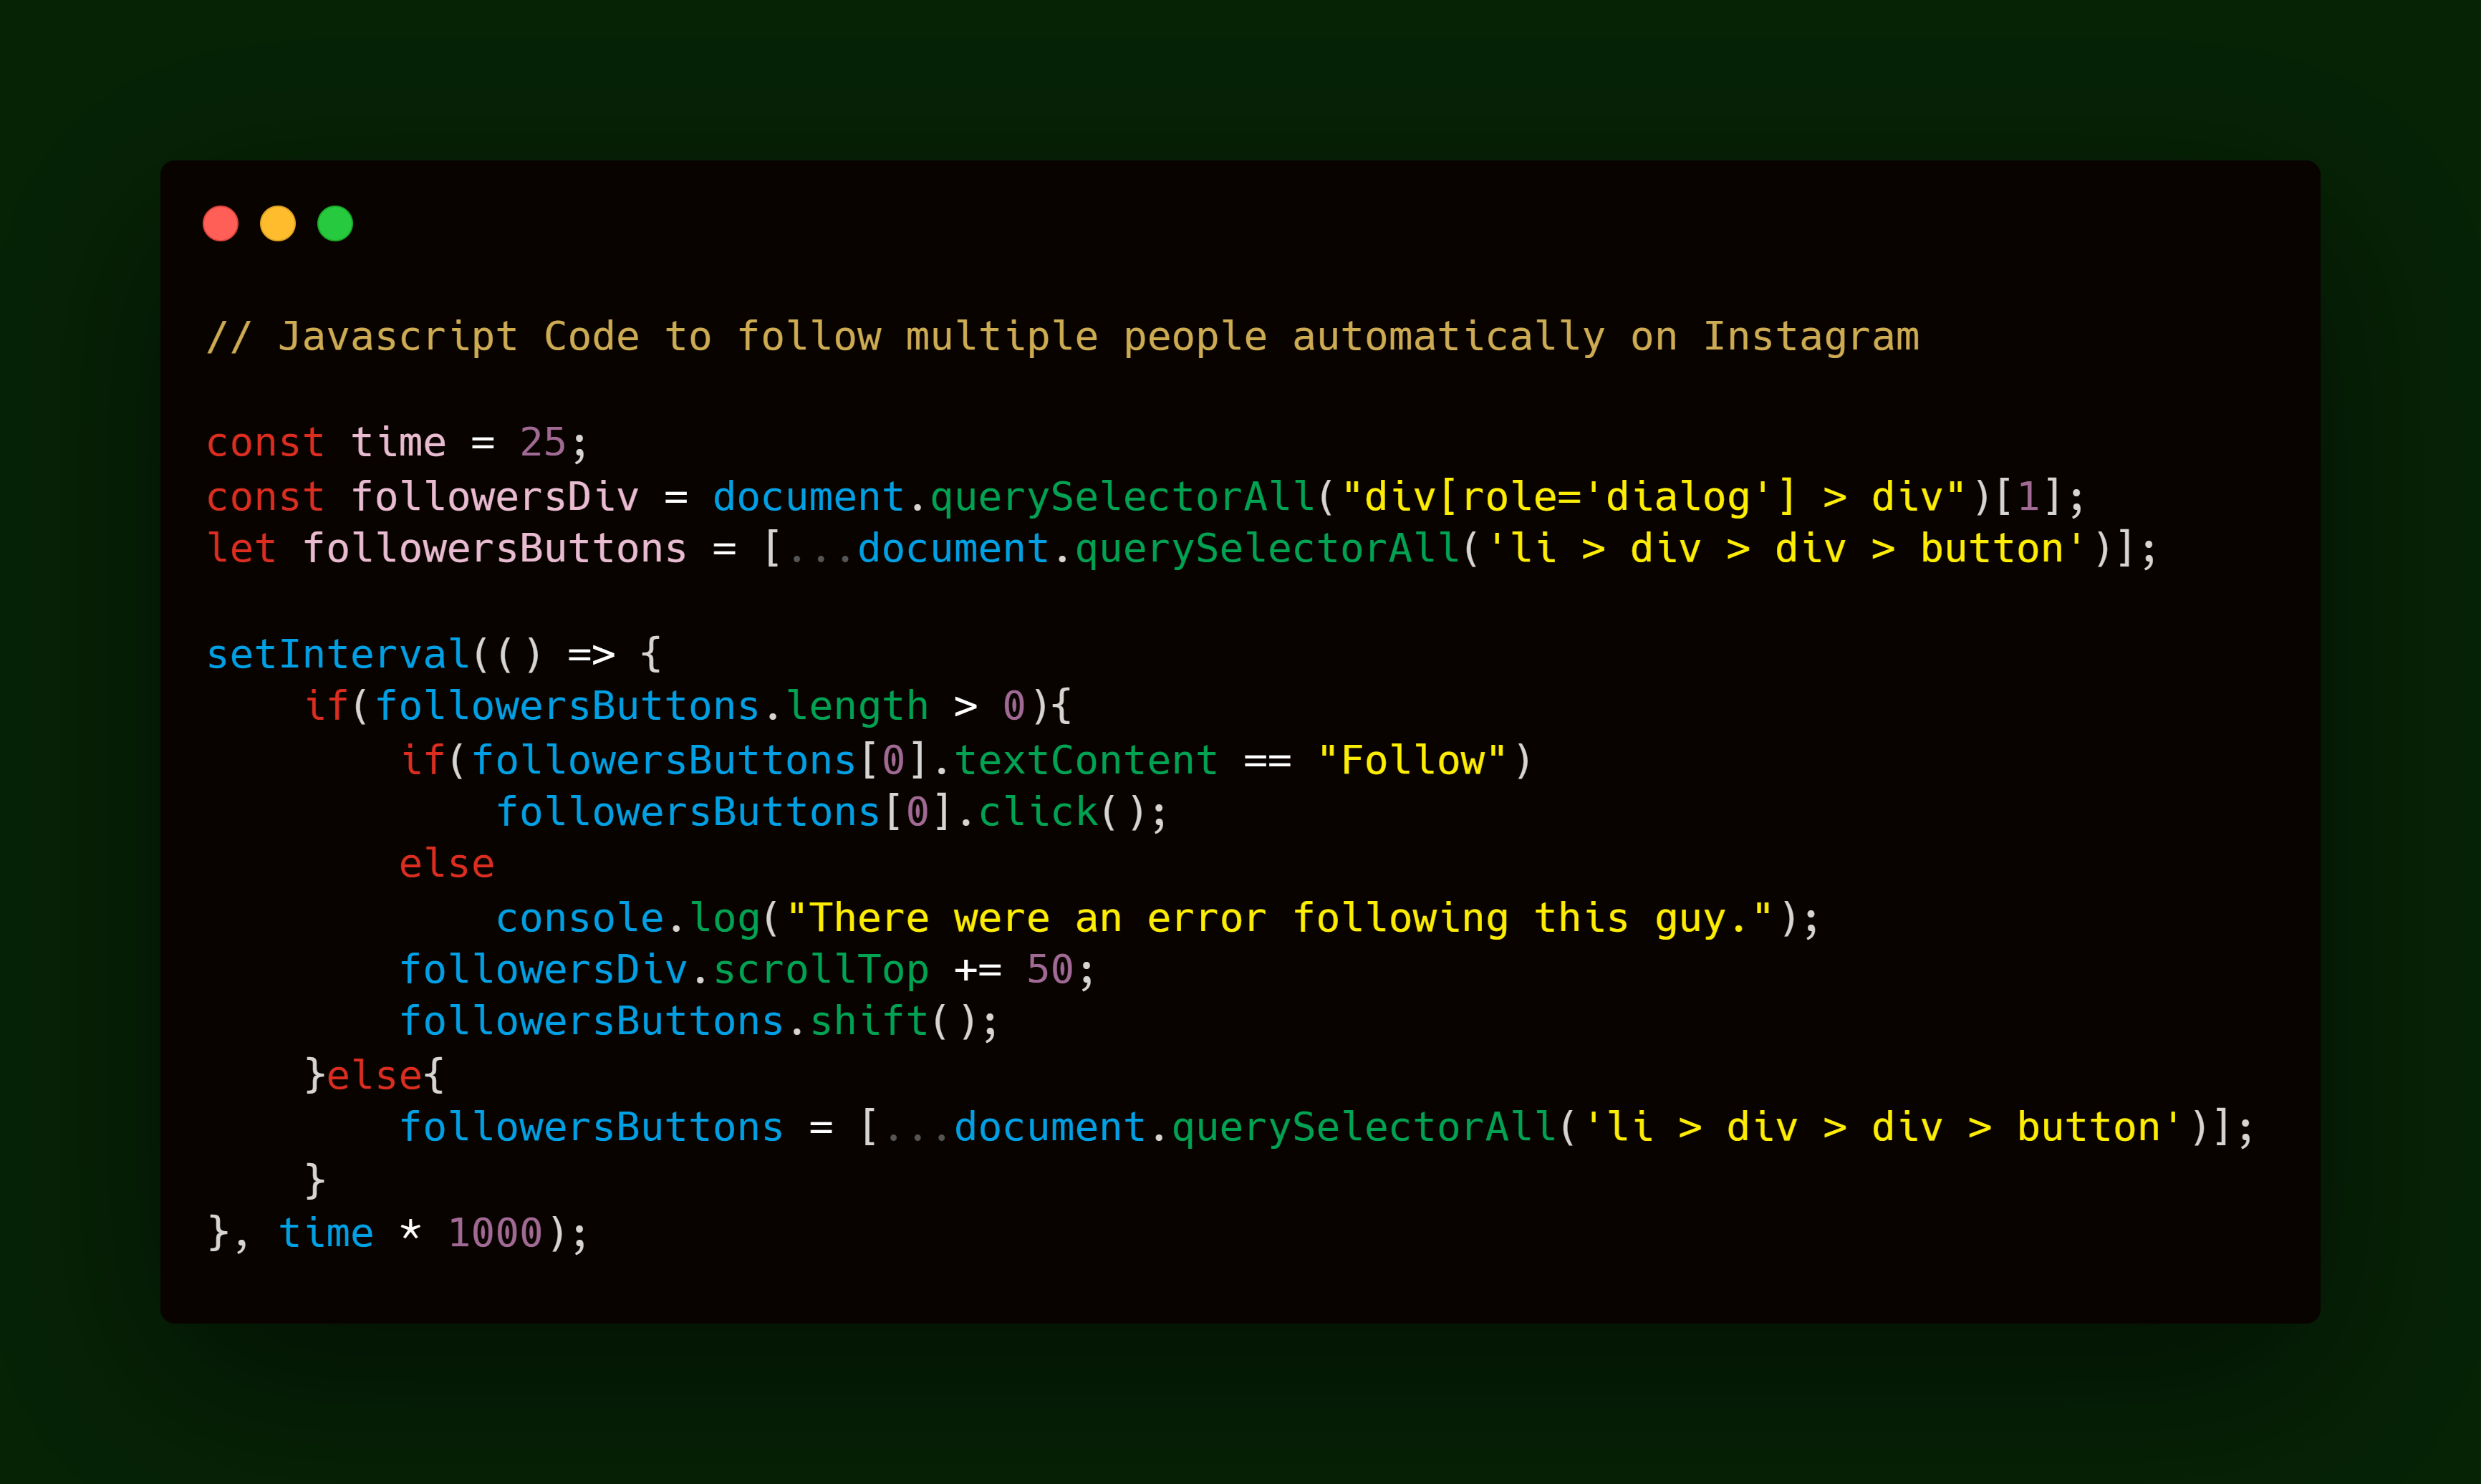 // Javascript Code to follow multiple people automatically on Instagram
const time = 25;
const followersDiv = document.querySelectorAll("div[role='dialog'] > div")[1];
let followersButtons = [...document.querySelectorAll('li > div > div > button')];
setInterval(() => {
    if(followersButtons.length > 0){
        if(followersButtons[0].textContent == "Follow")
            followersButtons[0].click();
        else
            console.log("There were an error following this guy.");
        followersDiv.scrollTop += 50;
        followersButtons.shift();
    }else{
        followersButtons = [...document.querySelectorAll('li > div > div > button')];
    }
}, time * 1000);